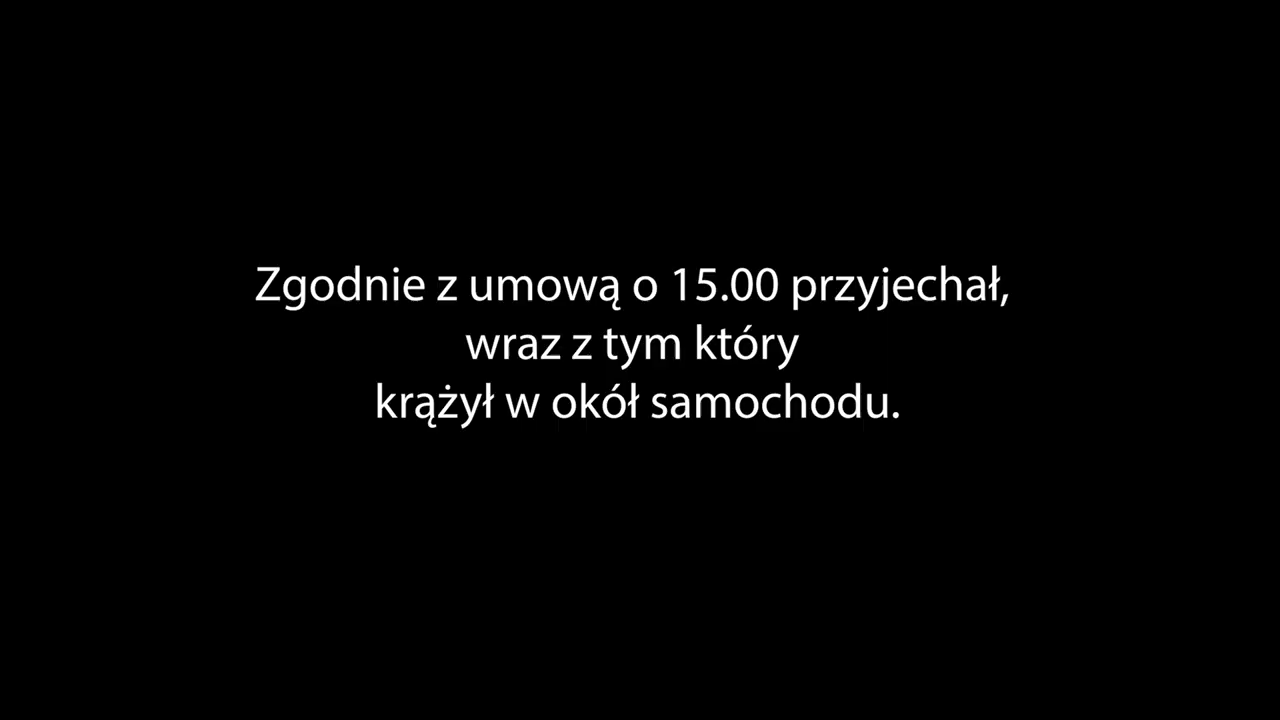 Zgodnie z umową o 15.00 przyjechał,
wraz z tym który
krążył w okół samochodu.